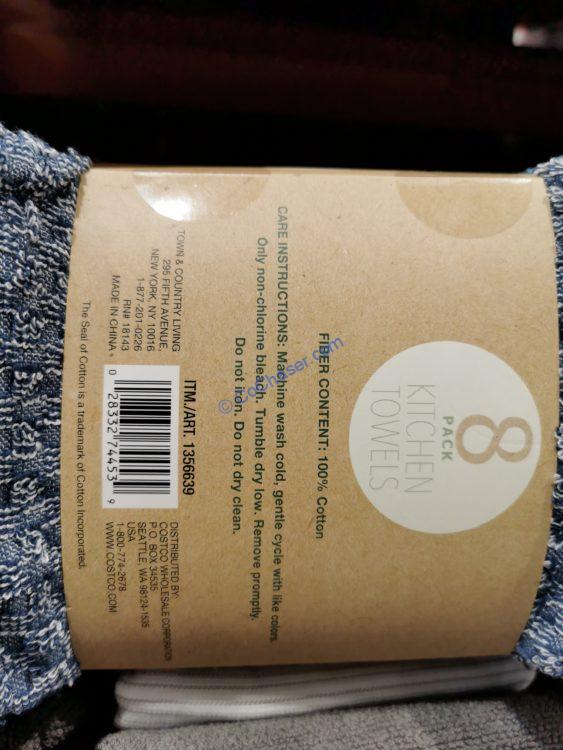 8
PACK
KITCHEN
TOWELS
FIBER CONTENT: 100% Cotton
CARE INSTRUCTIONS: Machine wash cold, gentle cycle with like colors.
Only non-chlorine bleach. Tumble dry low. Remove promptly.
Do not iron. Do not dry clean.
TOWN & COUNTRY LIVING
295 FIFTH AVENUE,
NEW YORK, NY 10016
1-877-201-0226
RN# 18143
MADE IN CHINA
ITM./ART. 1356639
0 28332 74453 9
DISTRIBUTED BY:
COSTCO WHOLESALE CORPORATION
P.O. BOX 34535
SEATTLE, WA 98124-1535
USA
1-800-774-2678
WWW.COSTCO.COM
The Seal of Cotton is a trademark of Cotton Incorporated.